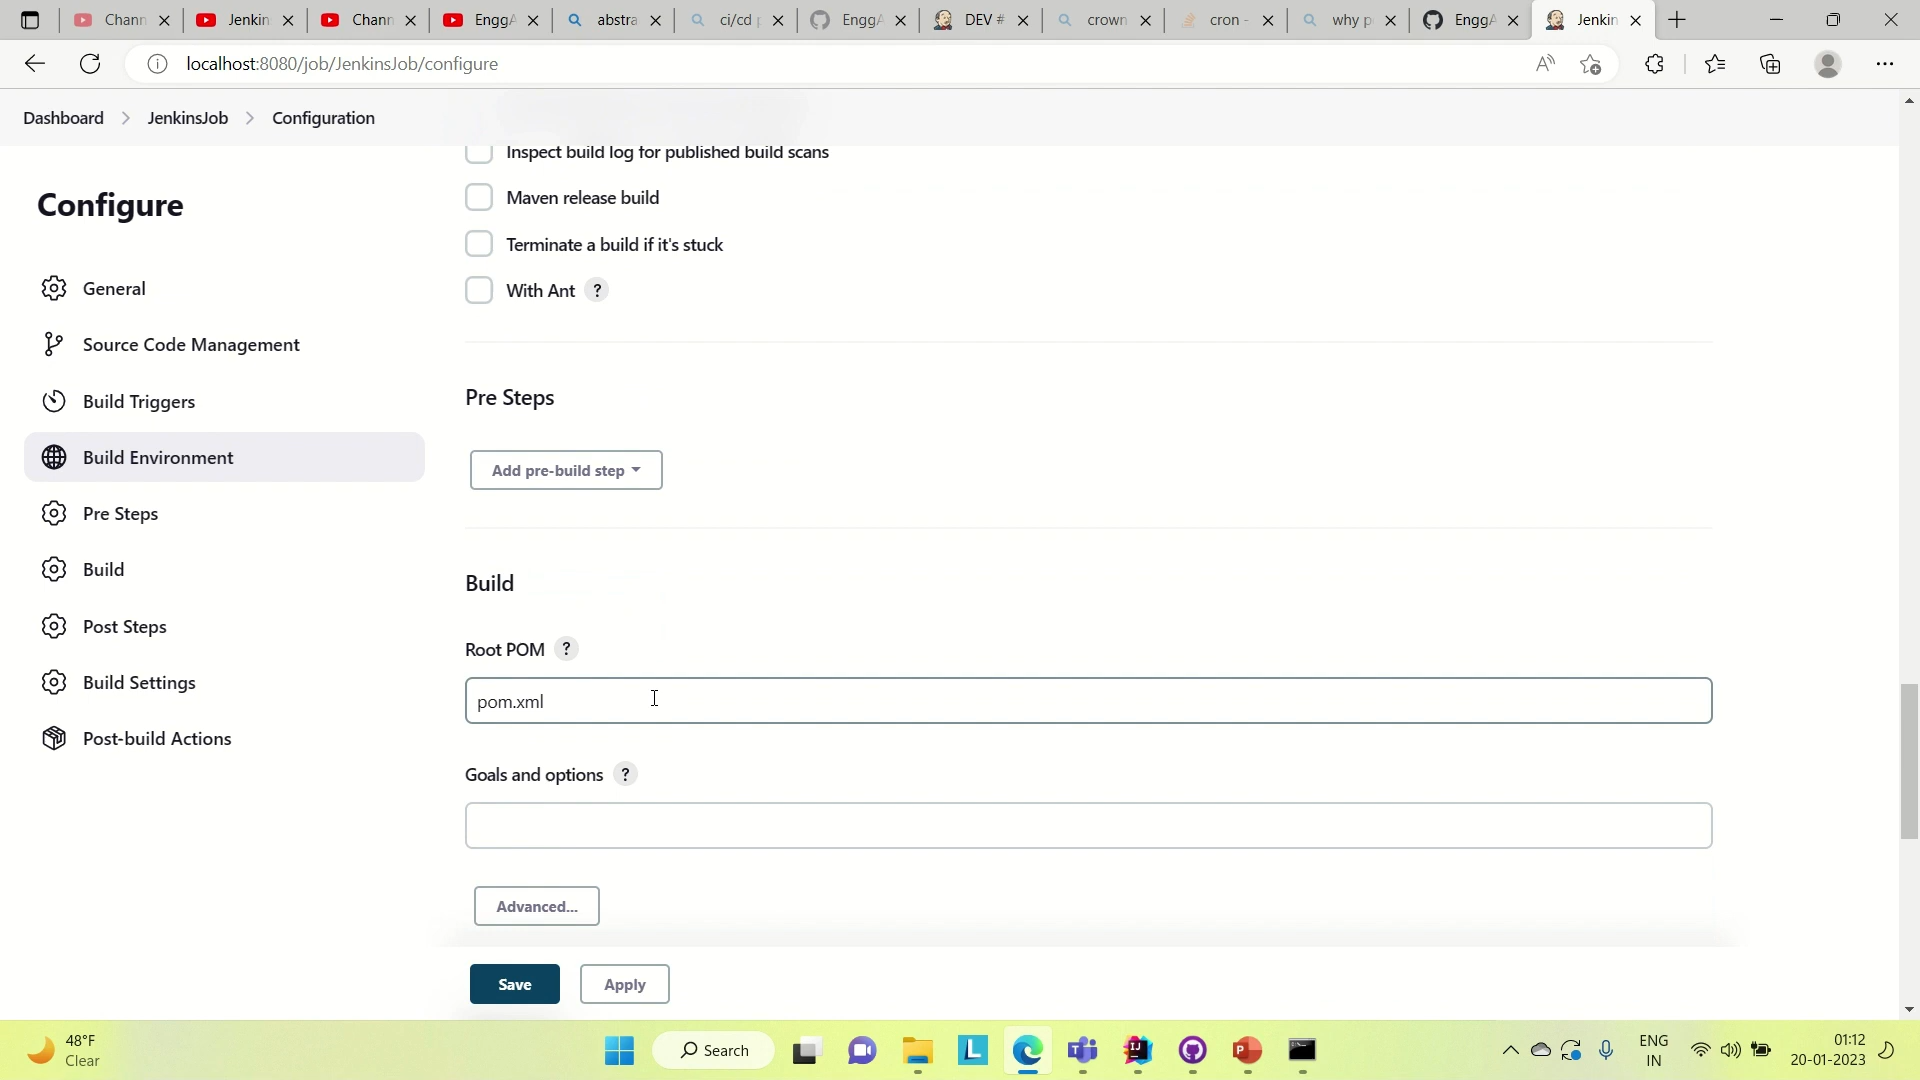 Chann
Jenkin
Chann
EnggA
abstra
ci/cd p
EnggA
DEV #
crown
cron -
why p
EnggA
Jenkin
localhost:8080/job/JenkinsJob/configure
Dashboard > JenkinsJob > Configuration
Inspect build log for published build scans
Configure
Maven release build
Terminate a build if it's stuck
With Ant ?
General
Source Code Management
Build Triggers
Build Environment
Pre Steps
Build
Post Steps
Build Settings
Post-build Actions
Pre Steps
Add pre-build step
Build
Root POM ?
pom.xml
Goals and options ?
Advanced...
Save
Apply
48°F
Clear
Search
ENG
IN
01:12
20-01-2023